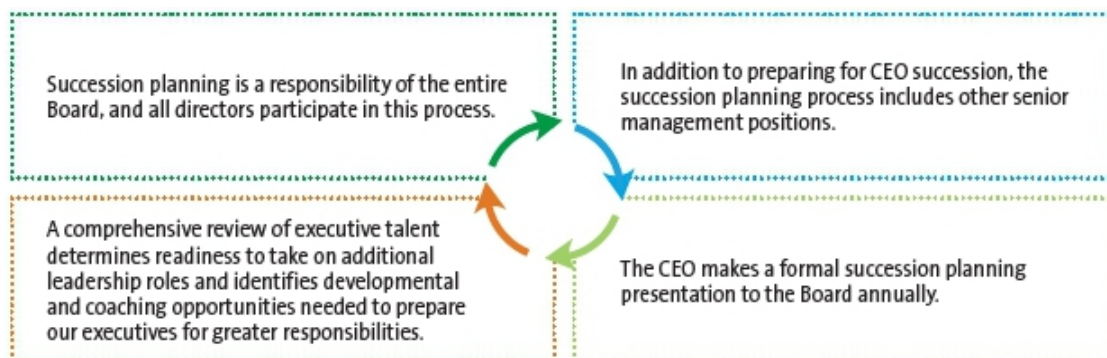 Succession planning is a responsibility of the entire
Board, and all directors participate in this process.
In addition to preparing for CEO succession, the
succession planning process includes other senior
management positions.
A comprehensive review of executive talent
determines readiness to take on additional
leadership roles and identifies developmental
and coaching opportunities needed to prepare
our executives for greater responsibilities.
The CEO makes a formal succession planning
presentation to the Board annually.